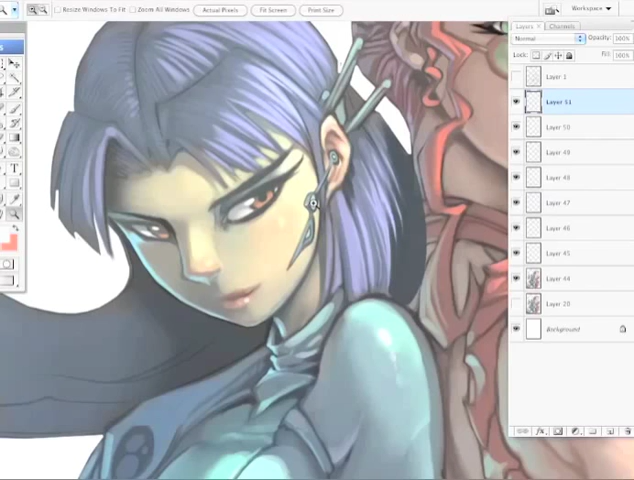 Resize Windows To Fit Zoom All Windows Actual Pixels Fit Screen Print Size
Workspace
Layers Channels
Normal Opacity: 100%
Lock: Fill: 100%
Layer 1
Layer 51
Layer 50
Layer 49
Layer 48
Layer 47
Layer 46
Layer 45
Layer 44
Layer 20
Background